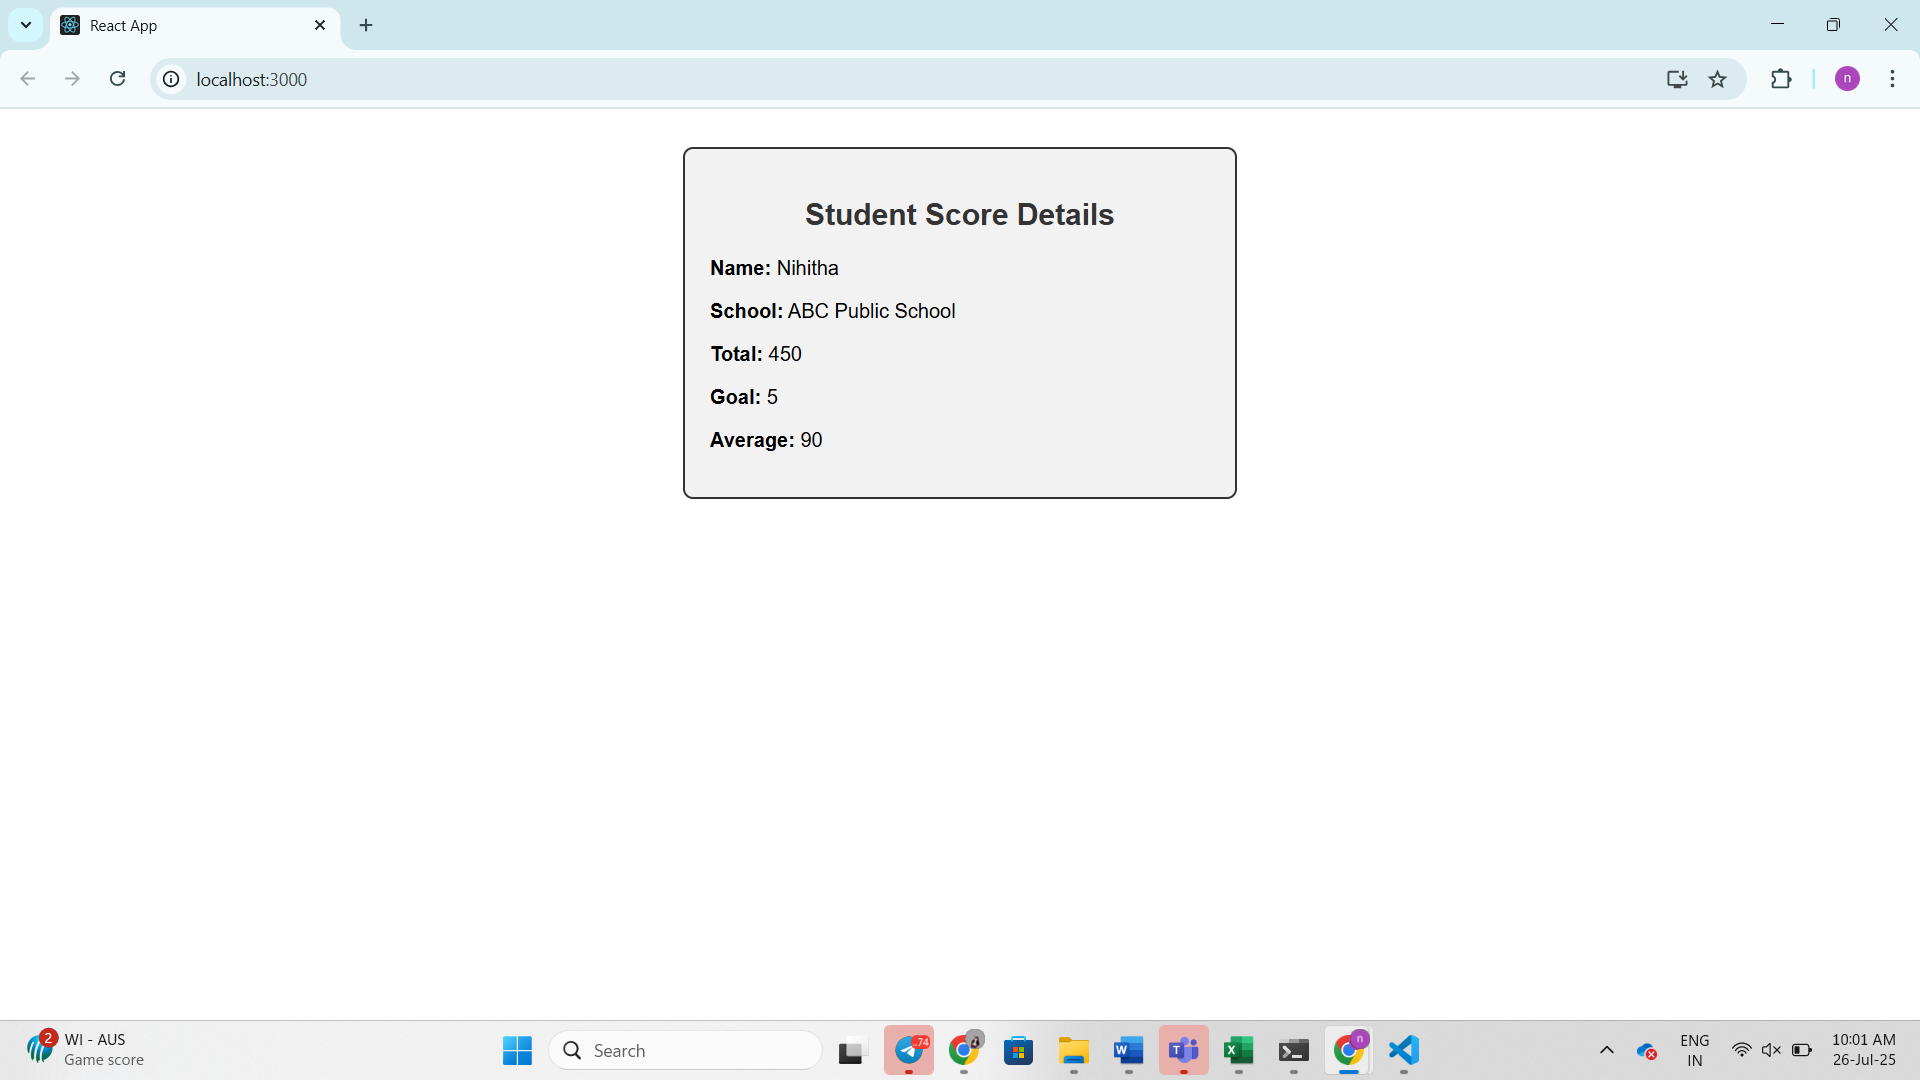 React App
localhost:3000
n
Student Score Details
Name: Nihitha
School: ABC Public School
Total: 450
Goal: 5
Average: 90
2
WI - AUS
Game score
Search
..74
W
T
X
n
ENG
IN
10:01 AM
26-Jul-25